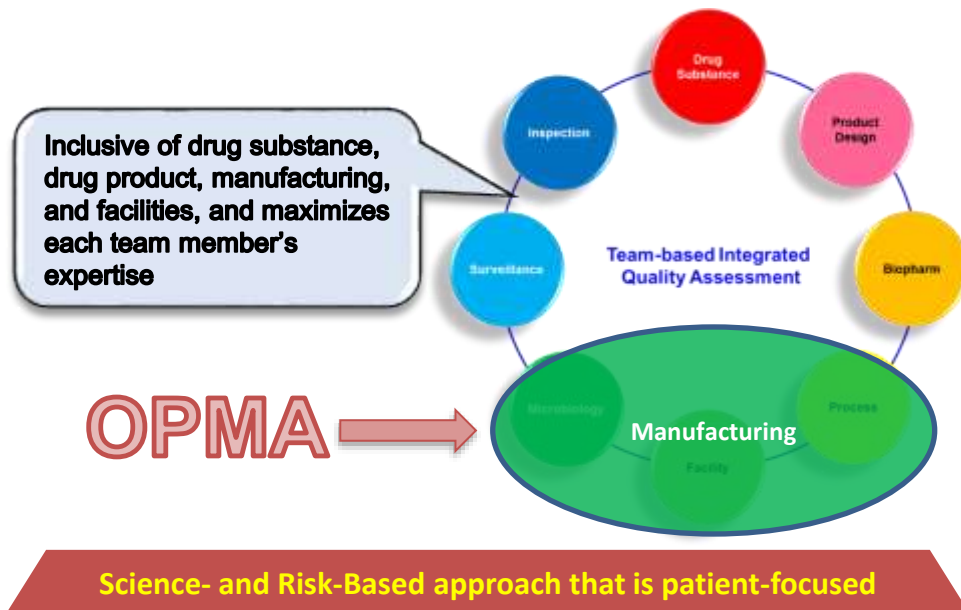 Drug
Substance
Inspection
Product
Design
Inclusive of drug substance,
drug product, manufacturing,
and facilities, and maximizes
each team member's
expertise
Surveillance
Team-based Integrated
Quality Assessment
Biopharm
OPMA
Microbiology
Manufacturing
Process
Facility
Science- and Risk-Based approach that is patient-focused